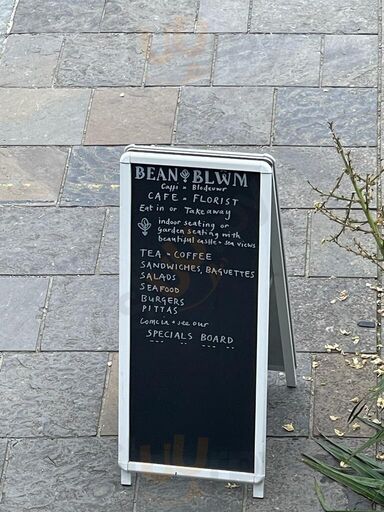 BEAN BLWM
Caffi + Blodeuwr
CAFE + FLORIST
Eat in or Takeaway
indoor seating or
garden seating with
beautiful castle + sea views
TEA + COFFEE
SANDWICHES, BAGUETTES
SALADS
SEAFOOD
BURGERS
PITTAS
Come in + see our
SPECIALS BOARD